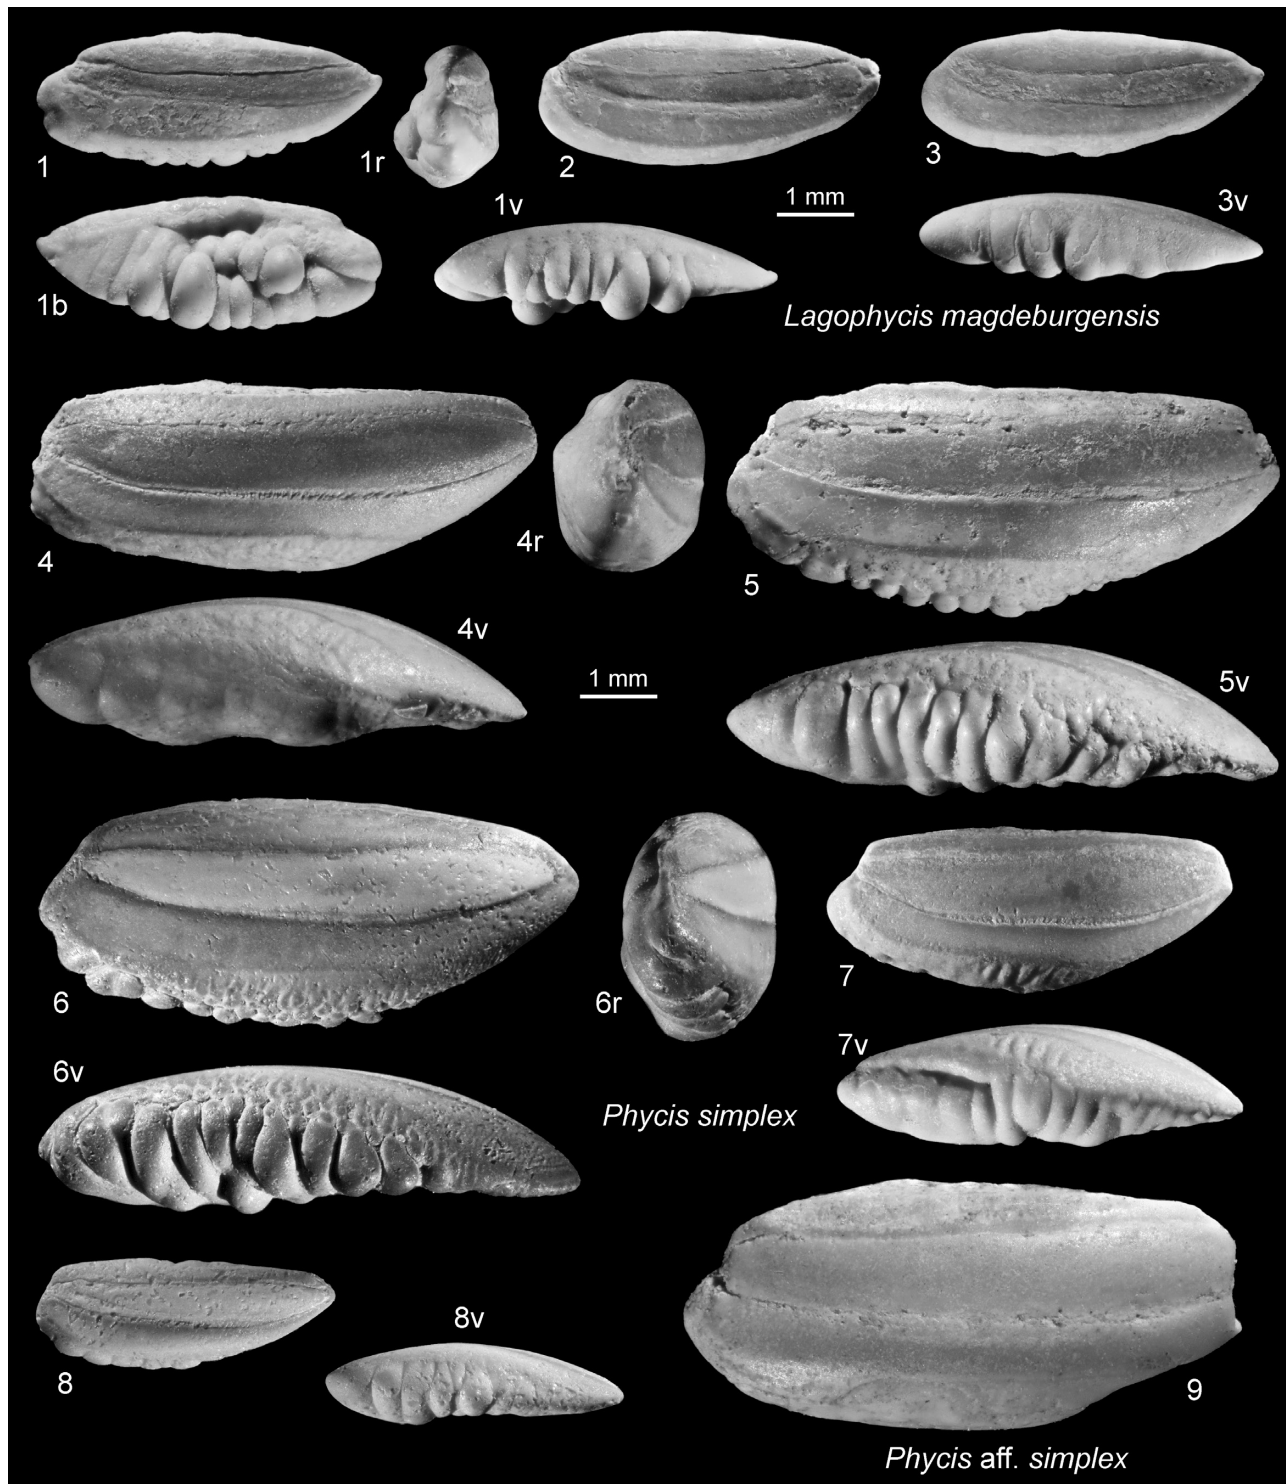 1
1r
2
3
1b
1v
1 mm
3v
Lagophycis magdeburgensis
4
4r
5
4v
1 mm
5v
6
6r
7
6v
Phycis simplex
7v
8
8v
9
Phycis aff. simplex